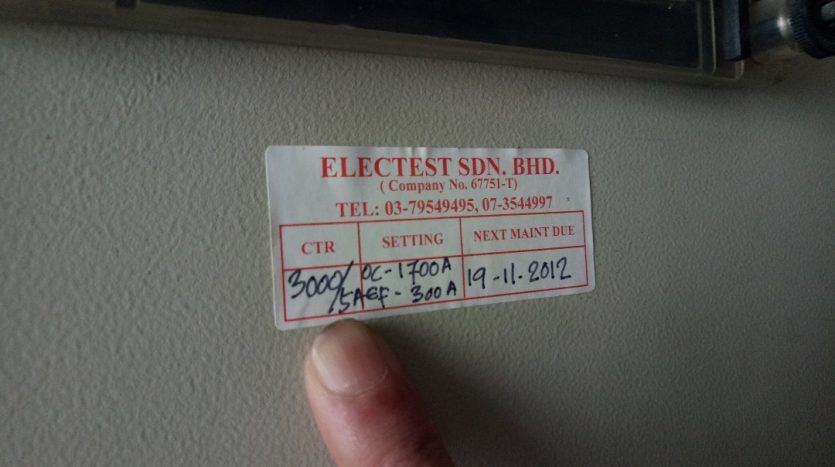 ELECTEST SDN. BHD.
( Company No. 67751-T)
TEL: 03-79549495, 07-3544997
CTR SETTING NEXT MAINT DUE
3000/5A OC-1700A 19-11-2012
EF- 300A